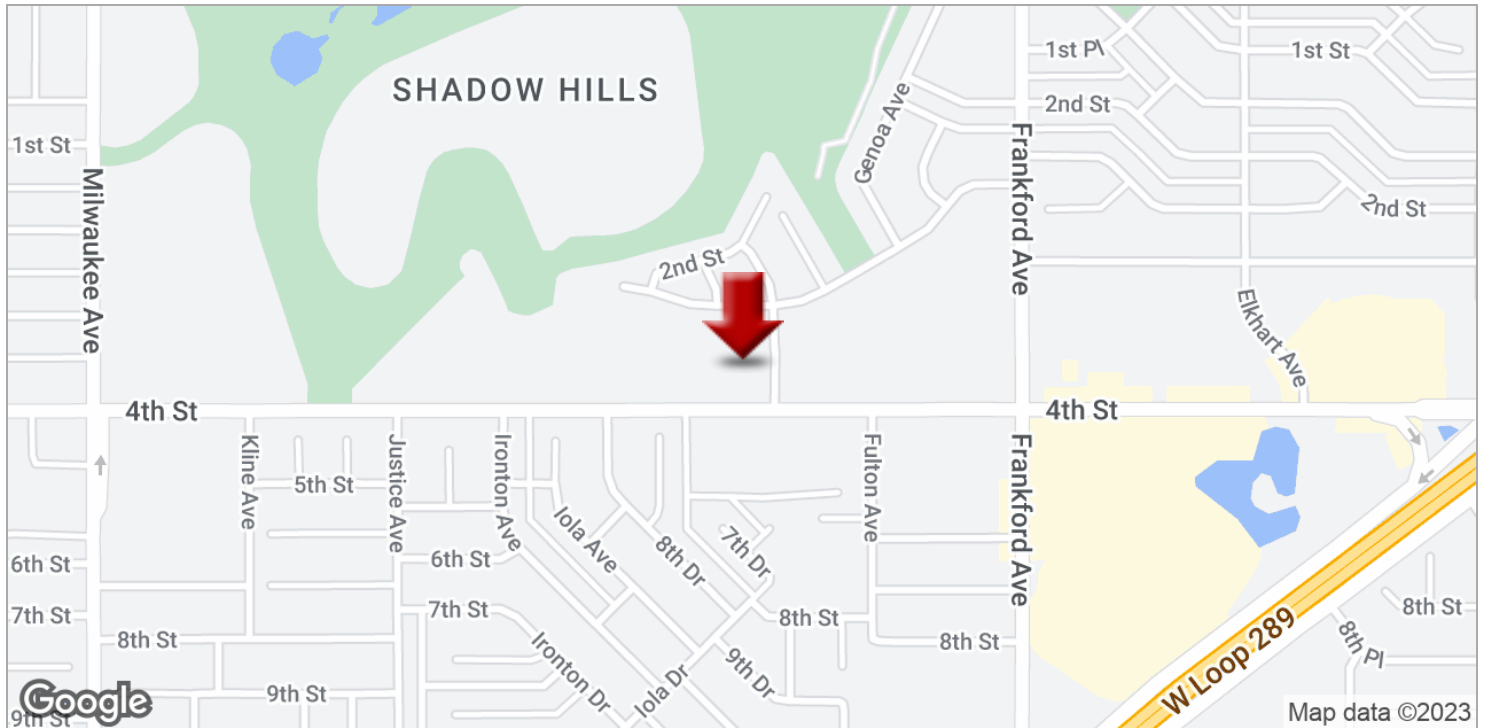 SHADOW HILLS
1st Pl
1st St
2nd St
Genoa Ave
1st St
Frankford Ave
Milwaukee Ave
2nd St
2nd St
Elkhart Ave
4th St
4th St
Kline Ave
Justice Ave
Ironton Ave
Fulton Ave
Frankford Ave
5th St
Iola Ave
7th Dr
8th Dr
6th St
6th St
7th St
7th St
8th St
8th St
8th St
8th St
8th Pl
W Loop 289
Ironton Dr
Iola Dr
9th Dr
9th St
9th St
Google
Map data ©2023